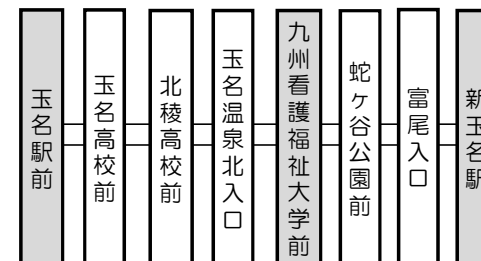 玉名駅前
玉名高校前
北稜高校前
玉名温泉北入口
九州看護福祉大学前
蛇ヶ谷公園前
富尾入口
新玉名駅